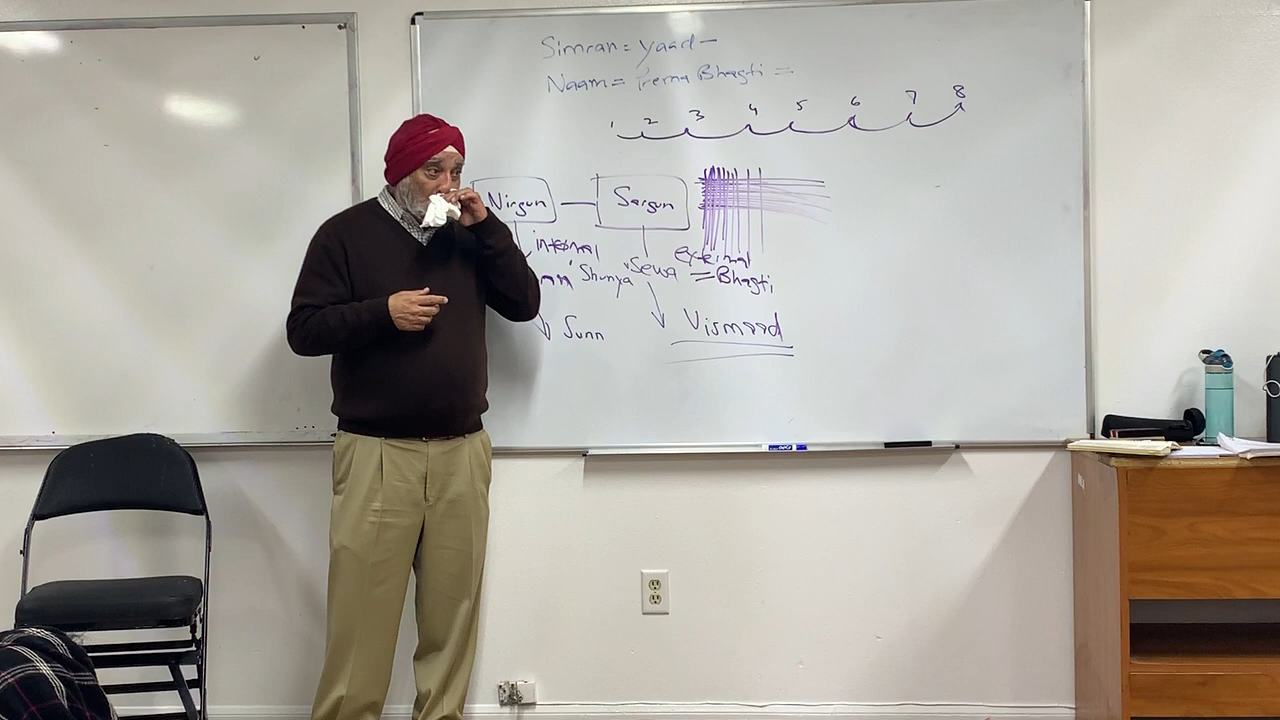 Simran = Yaad -
Naam = Prema Bhagti =
1 2 3 4 5 6 7 8
Nirgun — Sargun
internal external
"Shunya" Sewa = Bhagti
Sunn Vismaad